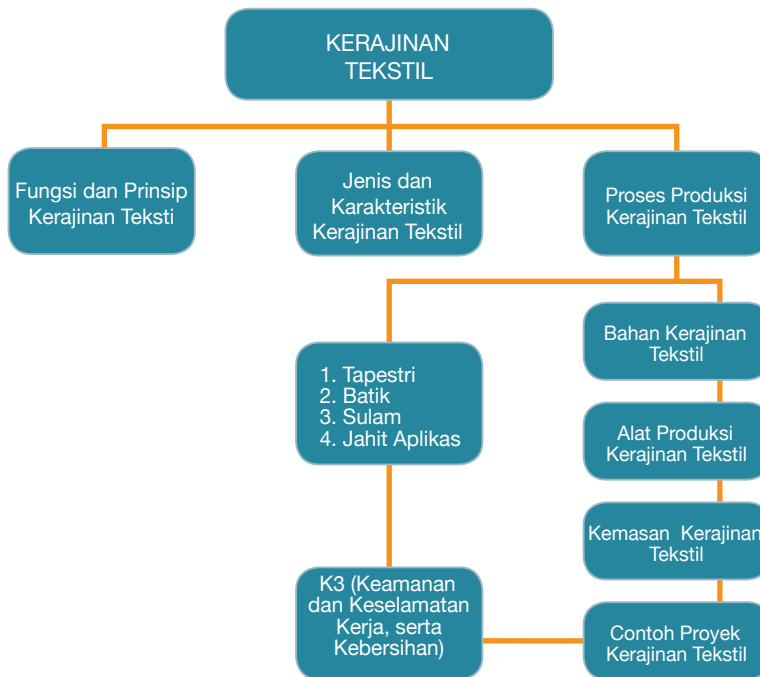 KERAJINAN
TEKSTIL
Fungsi dan Prinsip
Kerajinan Teksti
Jenis dan
Karakteristik
Kerajinan Tekstil
Proses Produksi
Kerajinan Tekstil
1. Tapestri
2. Batik
3. Sulam
4. Jahit Aplikas
Bahan Kerajinan
Tekstil
Alat Produksi
Kerajinan Tekstil
Kemasan Kerajinan
Tekstil
K3 (Keamanan
dan Keselamatan
Kerja, serta
Kebersihan)
Contoh Proyek
Kerajinan Tekstil